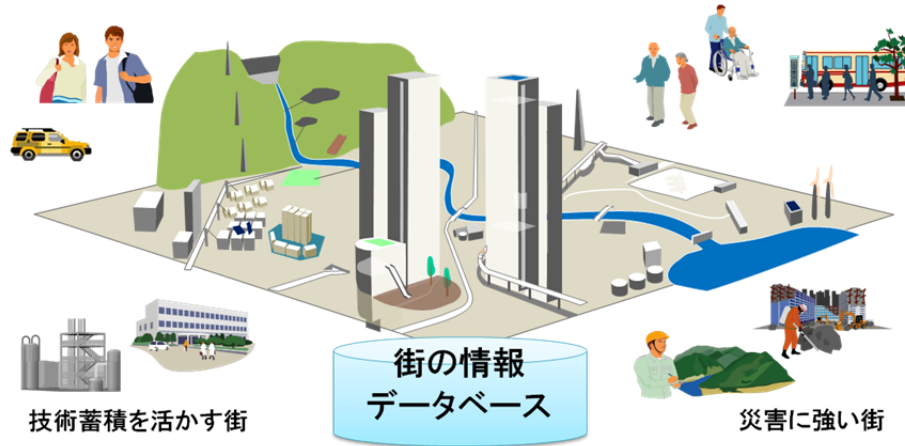 街の情報
データベース
技術蓄積を活かす街
災害に強い街